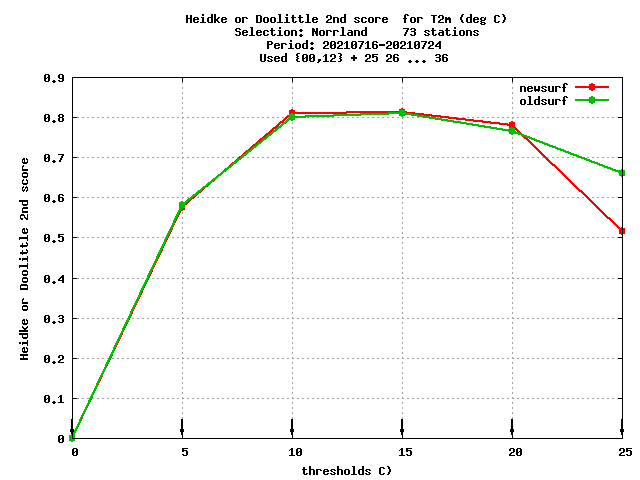 Heidke or Doolittle 2nd score  for T2m (deg C)
Selection: Norrland     73 stations
Period: 20210716-20210724
Used {00,12} + 25 26 ... 36
newsurf
oldsurf
Heidke or Doolittle 2nd score
0.9
0.8
0.7
0.6
0.5
0.4
0.3
0.2
0.1
0
0 5 10 15 20 25
thresholds C)